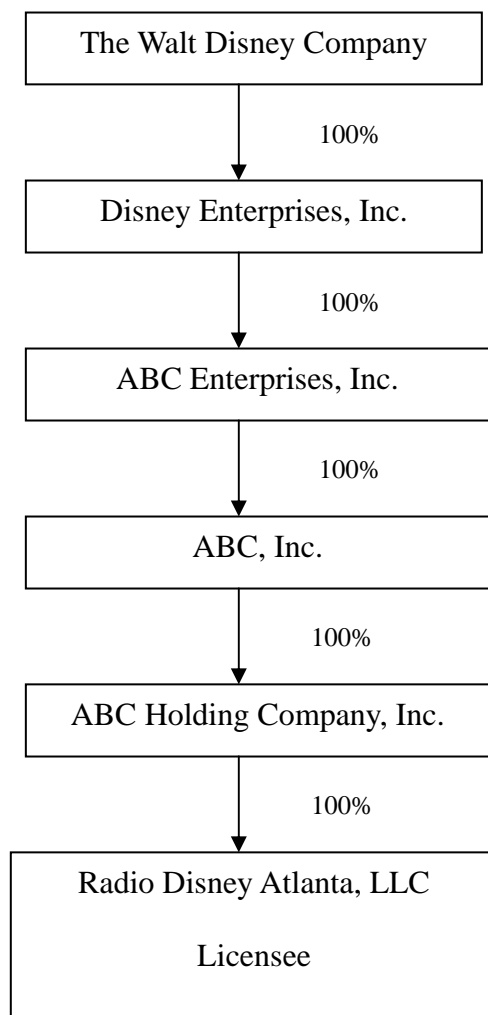 The Walt Disney Company
100%
Disney Enterprises, Inc.
100%
ABC Enterprises, Inc.
100%
ABC, Inc.
100%
ABC Holding Company, Inc.
100%
Radio Disney Atlanta, LLC
Licensee